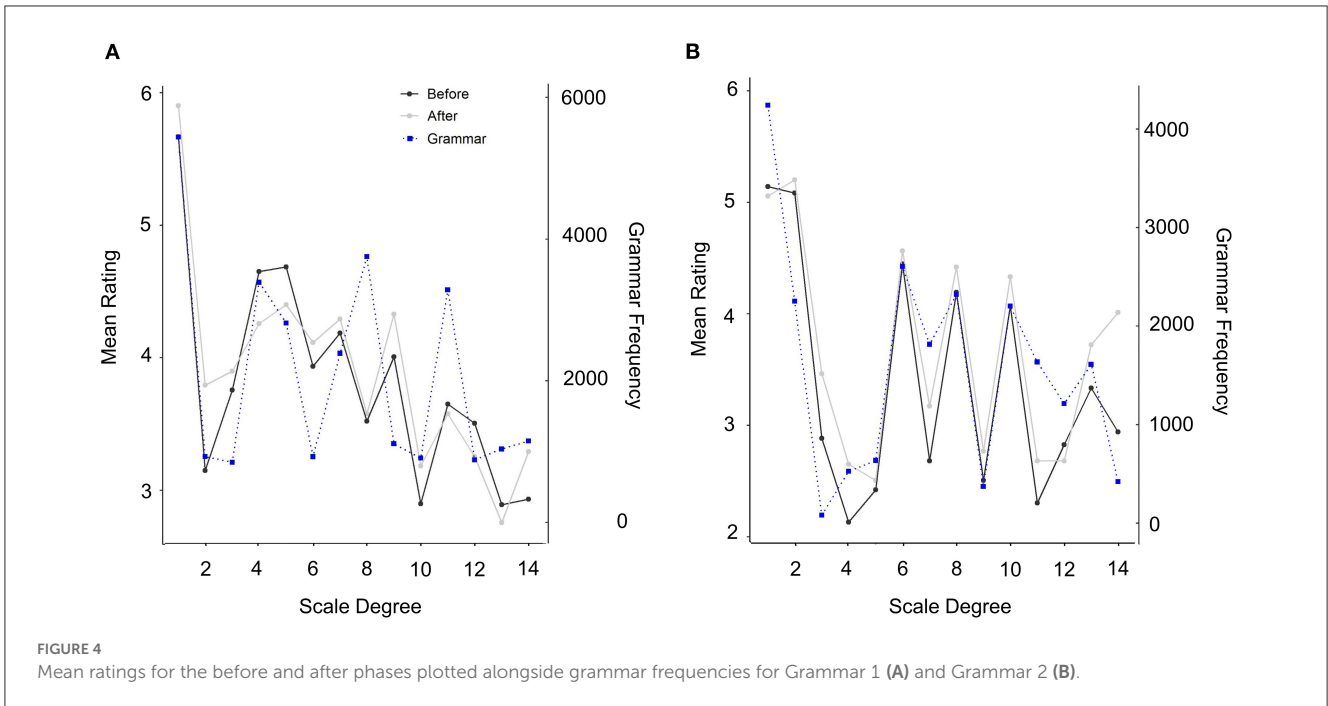 A
6
5
4
3
Mean Rating
2 4 6 8 10 12 14
Scale Degree
Before
After
Grammar
6000
4000
2000
0
Grammar Frequency
B
6
5
4
3
2
Mean Rating
2 4 6 8 10 12 14
Scale Degree
4000
3000
2000
1000
0
Grammar Frequency
FIGURE 4
Mean ratings for the before and after phases plotted alongside grammar frequencies for Grammar 1 (A) and Grammar 2 (B).